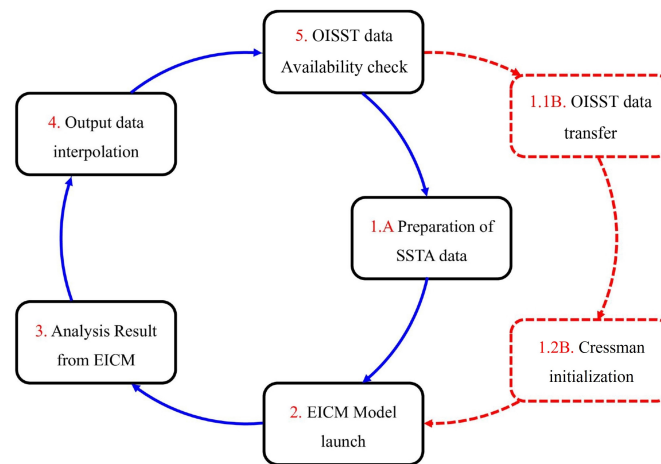 5. OISST data
Availability check
1.1B. OISST data
transfer
4. Output data
interpolation
1.A Preparation of
SSTA data
3. Analysis Result
from EICM
1.2B. Cressman
initialization
2. EICM Model
launch